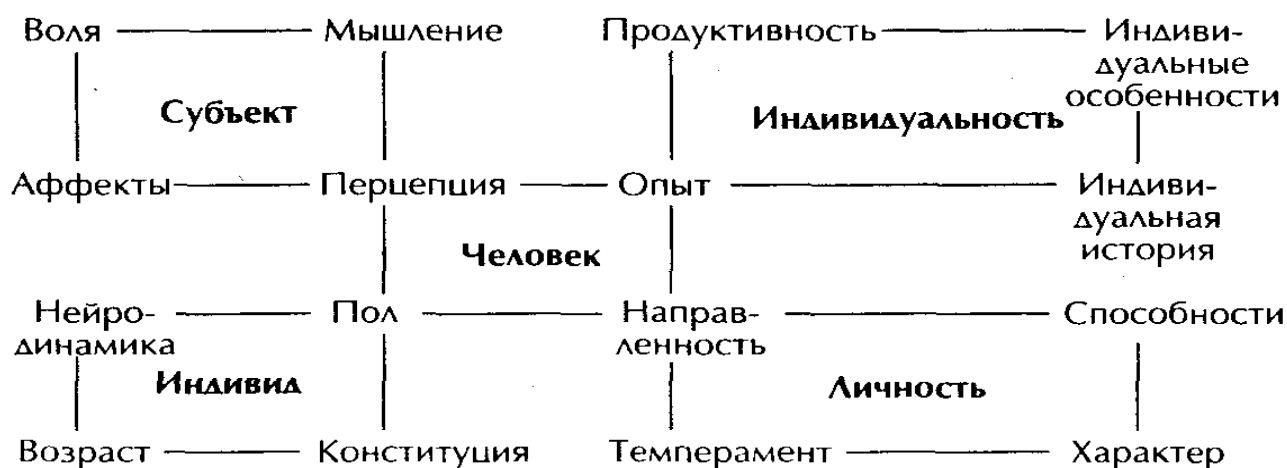 Воля Мышление Продуктивность Индиви-
дуальные
Субъект Индивидуальность особенности
Аффекты Перцепция Опыт Индиви-
дуальная
Человек история
Нейро- Пол Направ- Способности
динамика ленность
Индивид Личность
Возраст Конституция Темперамент Характер